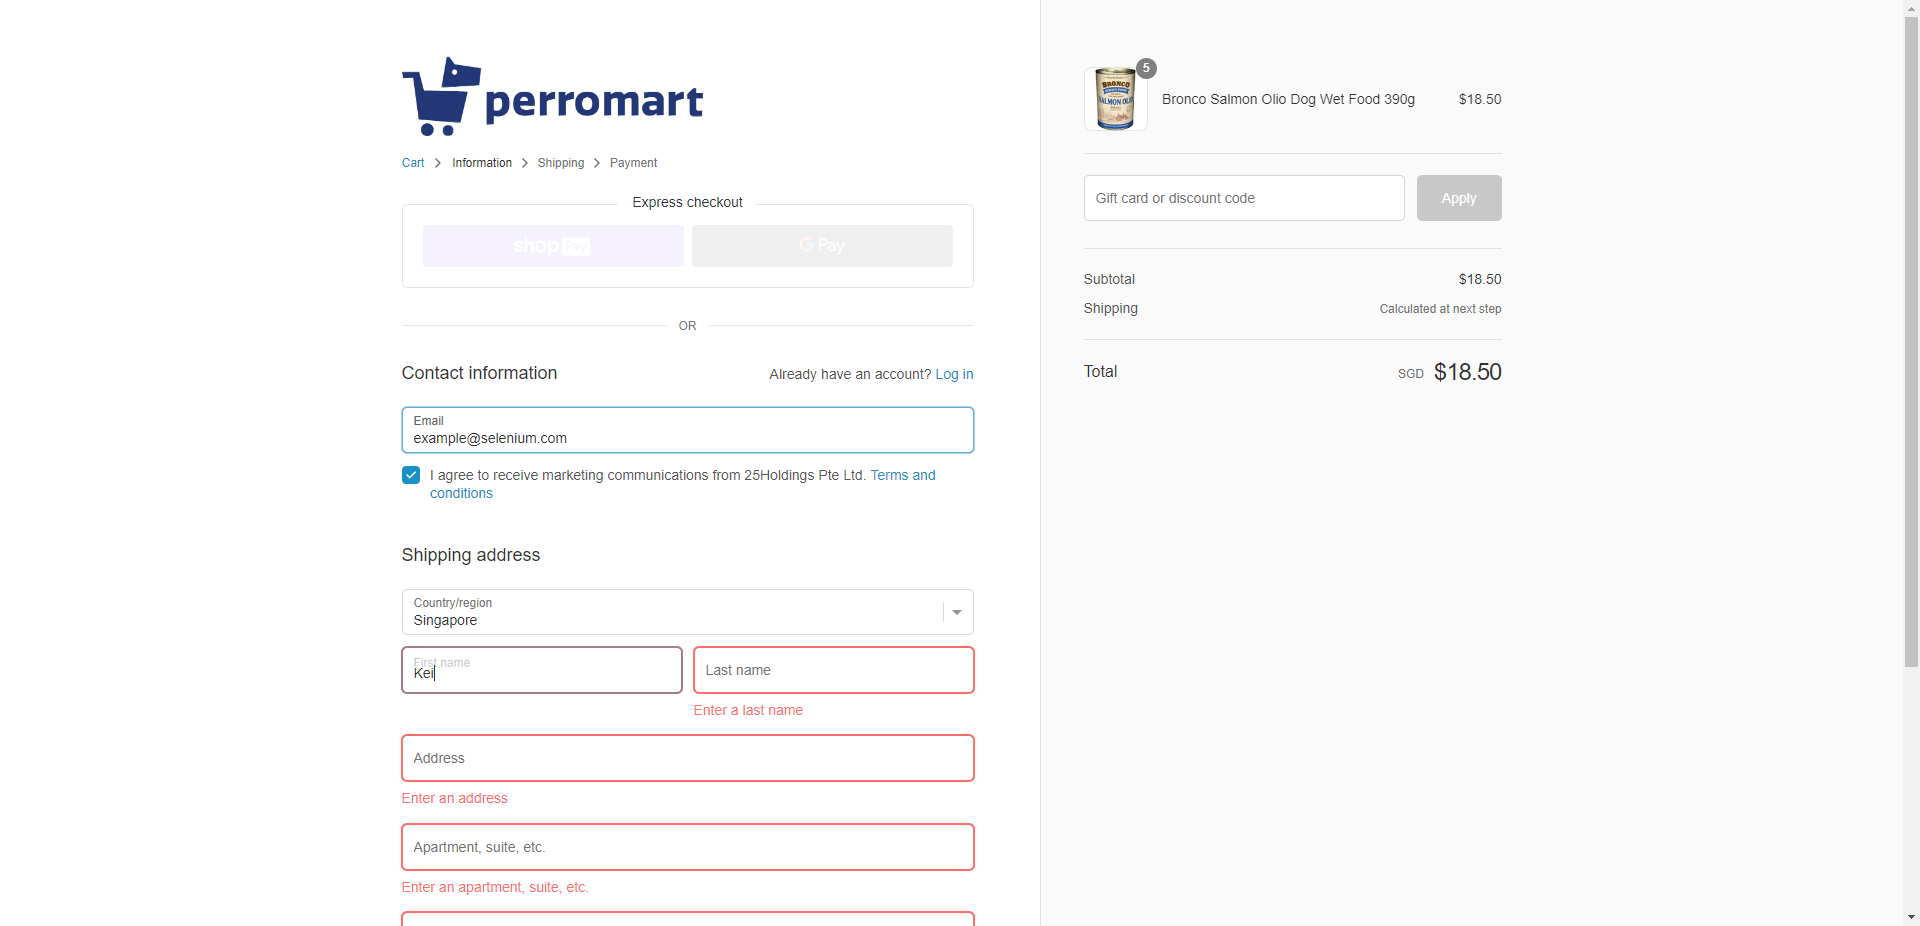 perromart
Cart > Information > Shipping > Payment
Express checkout
shop Pay
G Pay
OR
Contact information
Already have an account? Log in
Email
example@selenium.com
I agree to receive marketing communications from 25Holdings Pte Ltd. Terms and
conditions
Shipping address
Country/region
Singapore
First name
Kei
Last name
Enter a last name
Address
Enter an address
Apartment, suite, etc.
Enter an apartment, suite, etc.
BRONCO
SALMON OLIO
5
Bronco Salmon Olio Dog Wet Food 390g
$18.50
Gift card or discount code
Apply
Subtotal
$18.50
Shipping
Calculated at next step
Total
SGD $18.50